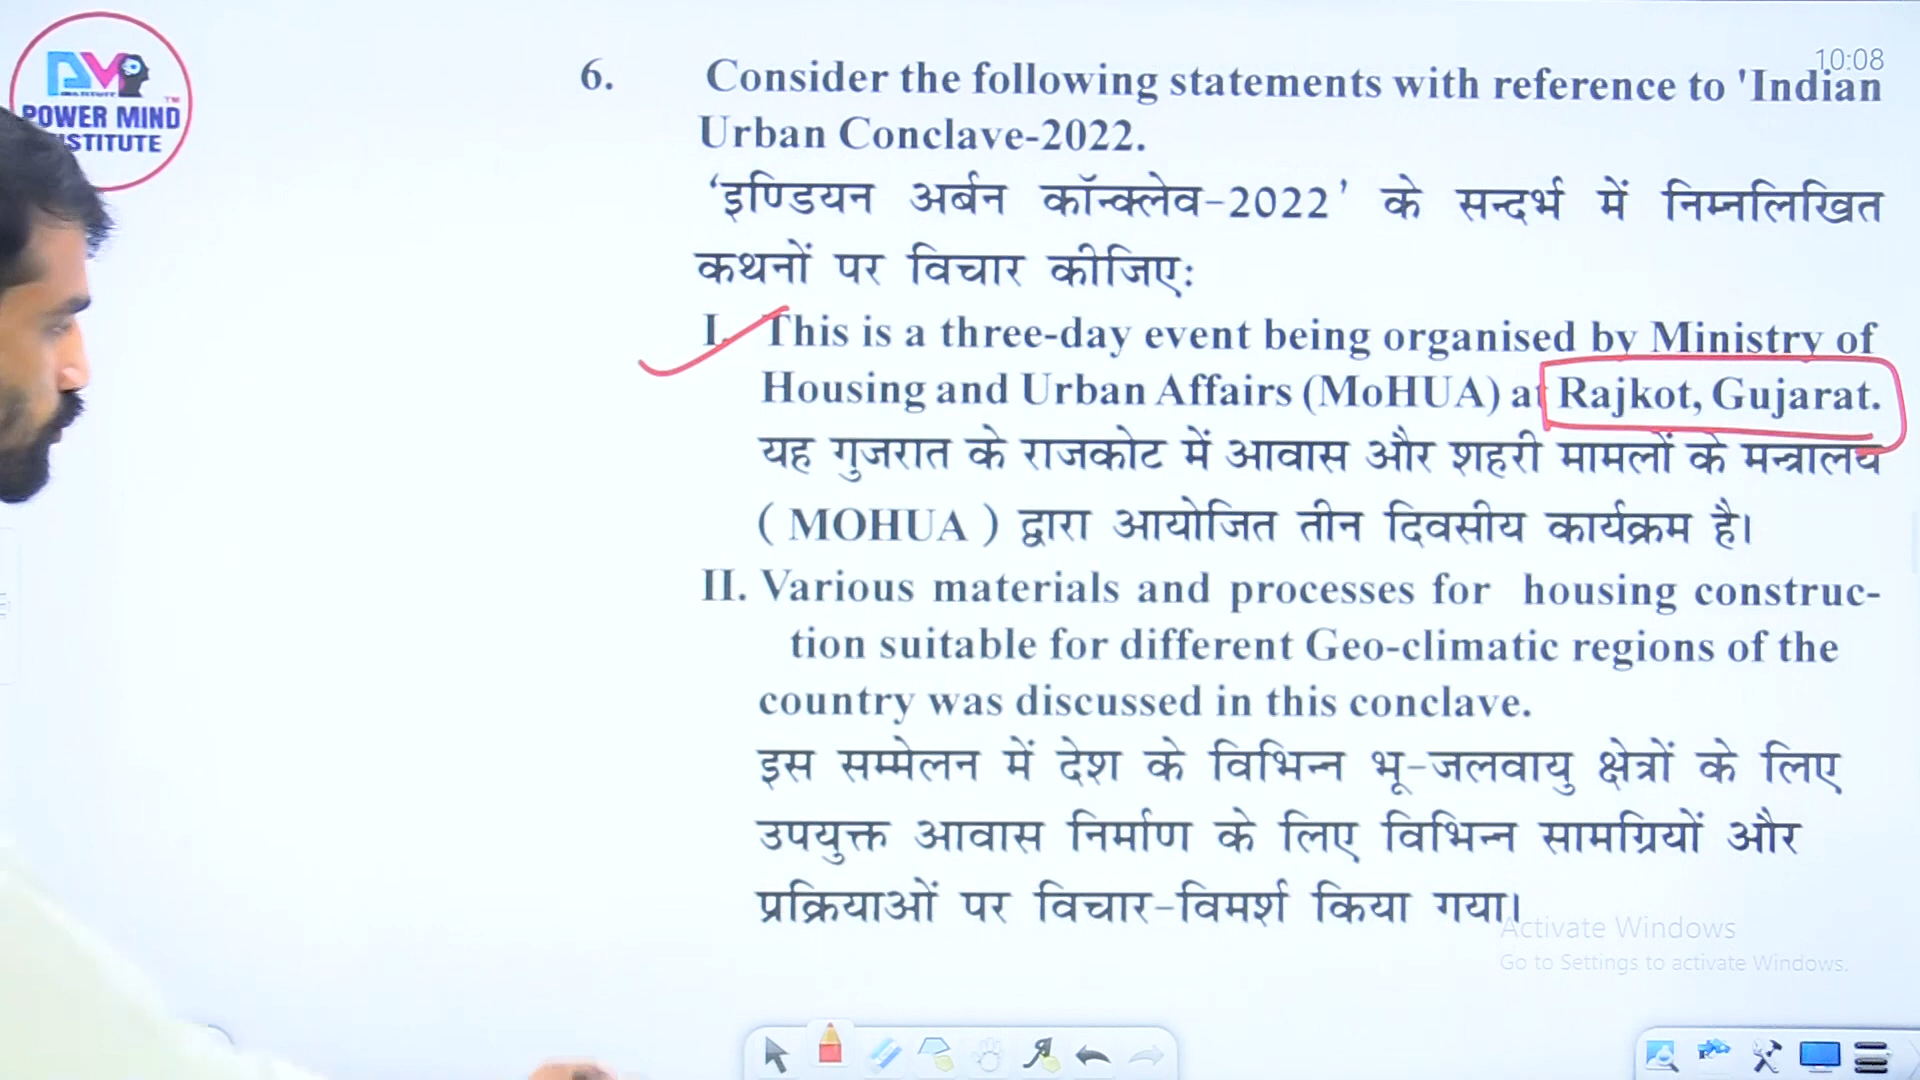 POWER MIND
STITUTE
10:08
6. Consider the following statements with reference to 'Indian
Urban Conclave-2022.
‘इण्डियन अर्बन कॉन्क्लेव-2022’ के सन्दर्भ में निम्नलिखित
कथनों पर विचार कीजिए:
I. This is a three-day event being organised by Ministry of
Housing and Urban Affairs (MoHUA) at Rajkot, Gujarat.
यह गुजरात के राजकोट में आवास और शहरी मामलों के मन्त्रालय
( MOHUA ) द्वारा आयोजित तीन दिवसीय कार्यक्रम है।
II. Various materials and processes for housing construc-
tion suitable for different Geo-climatic regions of the
country was discussed in this conclave.
इस सम्मेलन में देश के विभिन्न भू-जलवायु क्षेत्रों के लिए
उपयुक्त आवास निर्माण के लिए विभिन्न सामग्रियों और
प्रक्रियाओं पर विचार-विमर्श किया गया।
Activate Windows
Go to Settings to activate Windows.